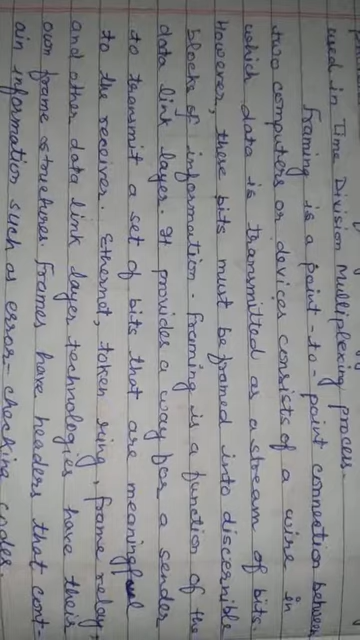 used in Time Division Multiplexing process.
Framing is a point-to-point connection between
two computers or devices consists of a wire in
which data is transmitted as a stream of bits.
However, these bits must be framed into discernible
blocks of information. Framing is a function of the
data link layer. It provides a way for a sender
to transmit a set of bits that are meaningful
to the receiver. Ethernet, token ring, frame relay,
and other data link layer technologies have their
own frame structures. Frames have headers that cont-
ain information such as error-checking codes.